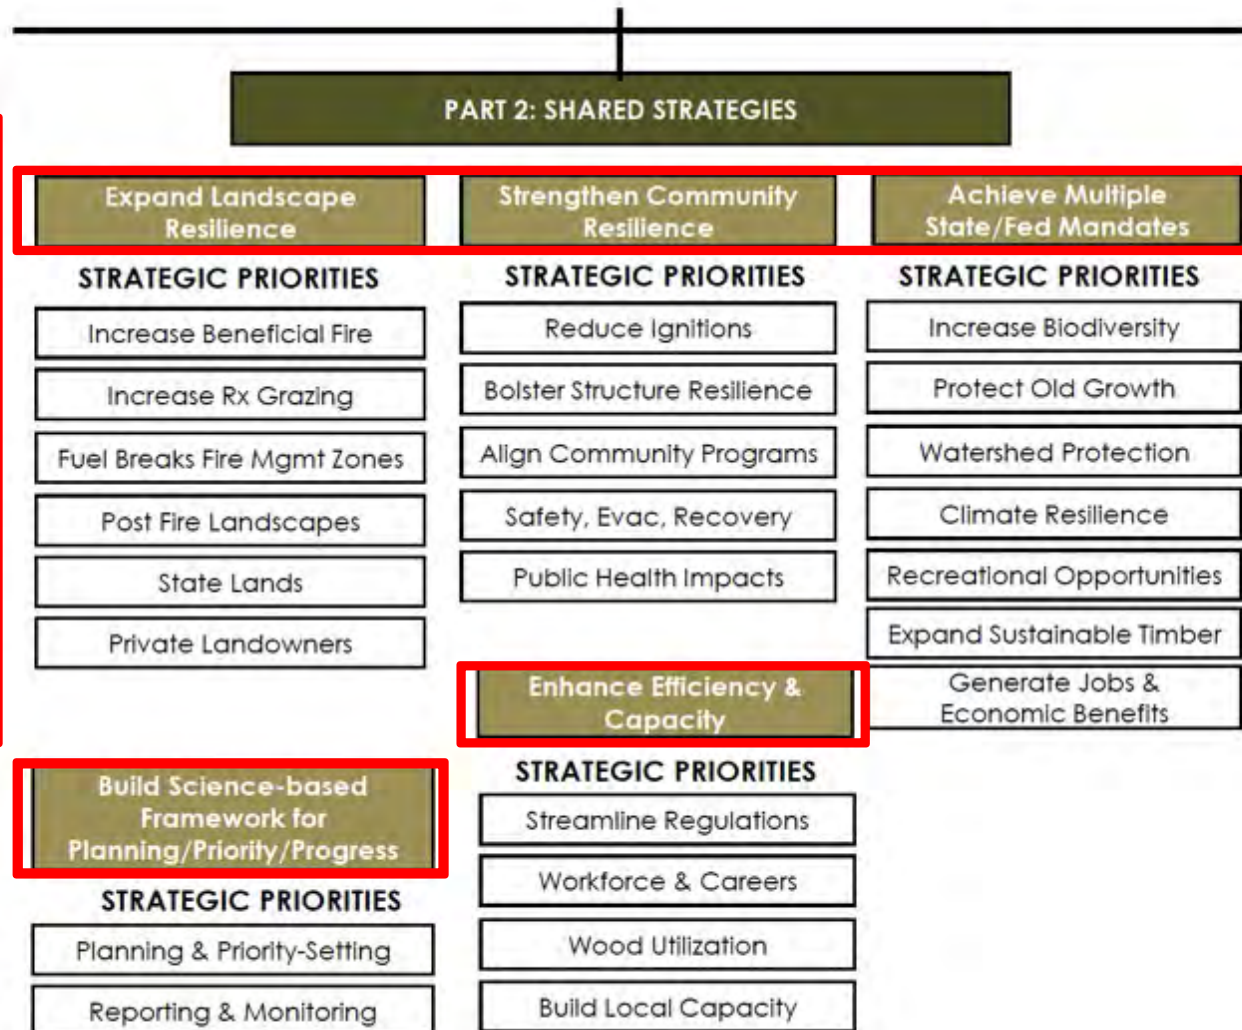 PART 2: SHARED STRATEGIES
Expand Landscape
Resilience
STRATEGIC PRIORITIES
Increase Beneficial Fire
Increase Rx Grazing
Fuel Breaks Fire Mgmt Zones
Post Fire Landscapes
State Lands
Private Landowners
Strengthen Community
Resilience
STRATEGIC PRIORITIES
Reduce Ignitions
Bolster Structure Resilience
Align Community Programs
Safety, Evac, Recovery
Public Health Impacts
Achieve Multiple
State/Fed Mandates
STRATEGIC PRIORITIES
Increase Biodiversity
Protect Old Growth
Watershed Protection
Climate Resilience
Recreational Opportunities
Expand Sustainable Timber
Generate Jobs &
Economic Benefits
Build Science-based
Framework for
Planning/Priority/Progress
STRATEGIC PRIORITIES
Planning & Priority-Setting
Reporting & Monitoring
Enhance Efficiency &
Capacity
STRATEGIC PRIORITIES
Streamline Regulations
Workforce & Careers
Wood Utilization
Build Local Capacity